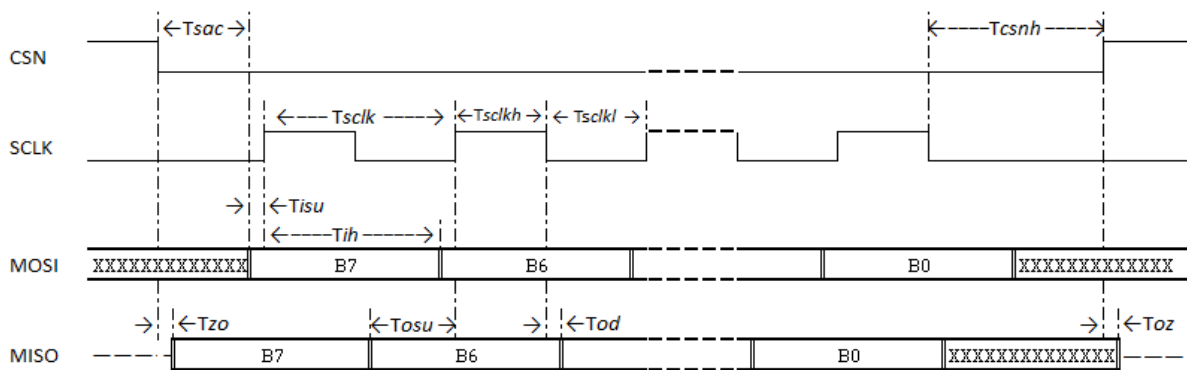 Tsac Tcsnh
CSN
Tsclk Tsclkh Tsclkl
SCLK
Tisu
Tih
MOSI XXXXXXXXXXXXX B7 B6 B0 XXXXXXXXXXXXX
Tzo Tosu Tod Toz
MISO B7 B6 B0 XXXXXXXXXXXXXX